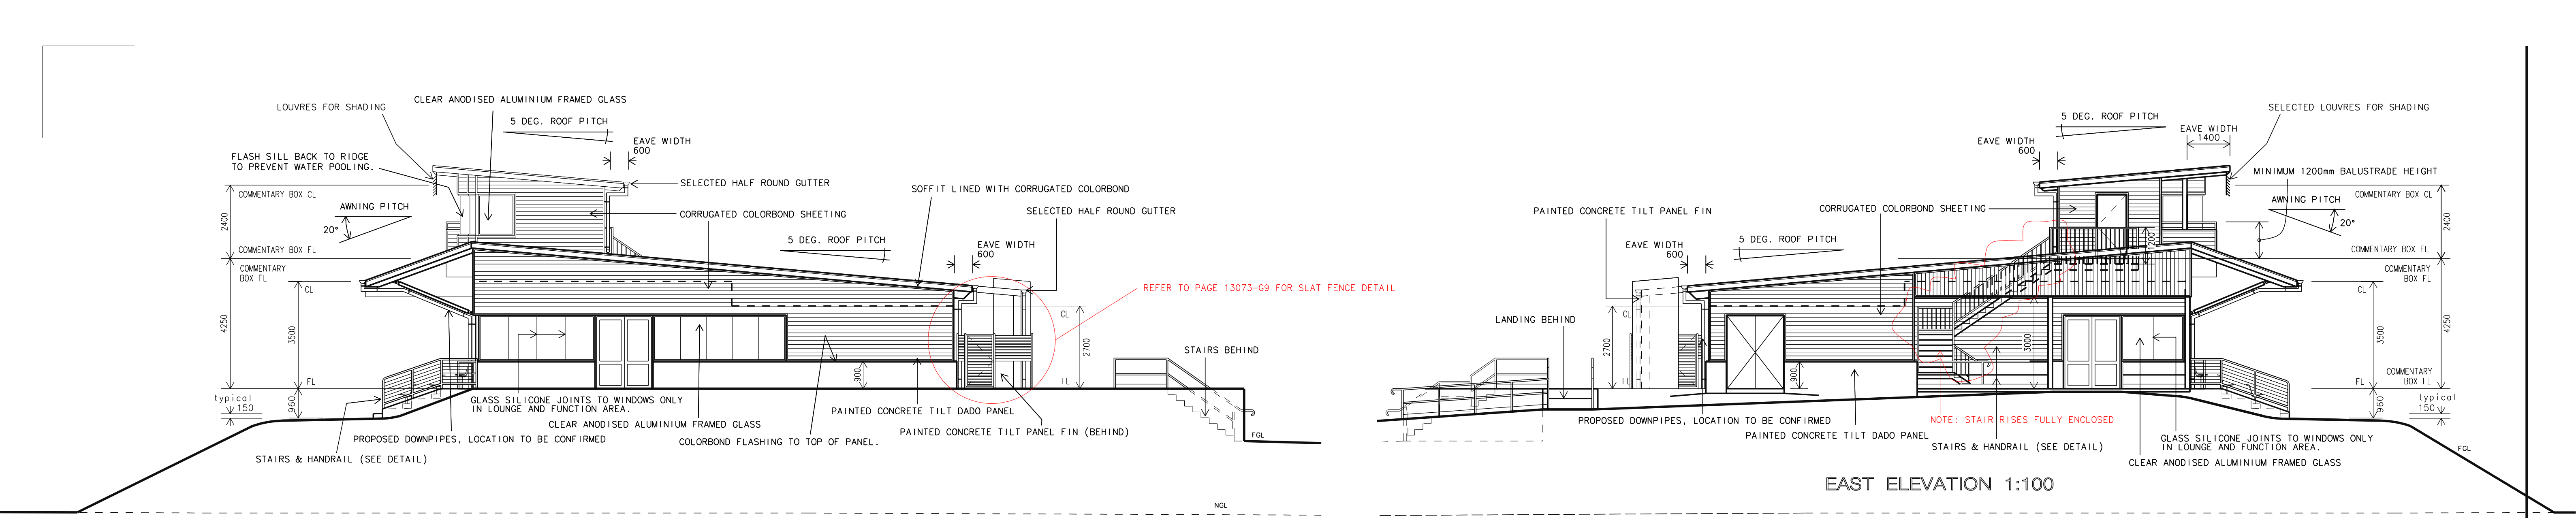 LOUVRES FOR SHADING
CLEAR ANODISED ALUMINIUM FRAMED GLASS
5 DEG. ROOF PITCH
EAVE WIDTH
600
FLASH SILL BACK TO RIDGE
TO PREVENT WATER POOLING.
SELECTED HALF ROUND GUTTER
COMMENTARY BOX CL
SOFFIT LINED WITH CORRUGATED COLORBOND
AWNING PITCH
20°
2400
CORRUGATED COLORBOND SHEETING
SELECTED HALF ROUND GUTTER
5 DEG. ROOF PITCH
EAVE WIDTH
600
COMMENTARY BOX FL
COMMENTARY
BOX FL
CL
REFER TO PAGE 13073-G9 FOR SLAT FENCE DETAIL
4250
3500
CL
2700
STAIRS BEHIND
900
FL
FL
typical
150
960
GLASS SILICONE JOINTS TO WINDOWS ONLY
IN LOUNGE AND FUNCTION AREA.
PAINTED CONCRETE TILT DADO PANEL
CLEAR ANODISED ALUMINIUM FRAMED GLASS
PAINTED CONCRETE TILT PANEL FIN (BEHIND)
PROPOSED DOWNPIPES, LOCATION TO BE CONFIRMED
COLORBOND FLASHING TO TOP OF PANEL.
FGL
STAIRS & HANDRAIL (SEE DETAIL)
NGL
SELECTED LOUVRES FOR SHADING
5 DEG. ROOF PITCH
EAVE WIDTH
1400
EAVE WIDTH
600
MINIMUM 1200mm BALUSTRADE HEIGHT
COMMENTARY BOX CL
AWNING PITCH
20°
2400
PAINTED CONCRETE TILT PANEL FIN
CORRUGATED COLORBOND SHEETING
5 DEG. ROOF PITCH
EAVE WIDTH
600
1200
COMMENTARY BOX FL
COMMENTARY
BOX FL
CL
CL
LANDING BEHIND
2700
3000
3500
4250
900
FL
FL
COMMENTARY
BOX FL
typical
150
960
PROPOSED DOWNPIPES, LOCATION TO BE CONFIRMED
NOTE: STAIR RISES FULLY ENCLOSED
PAINTED CONCRETE TILT DADO PANEL
STAIRS & HANDRAIL (SEE DETAIL)
GLASS SILICONE JOINTS TO WINDOWS ONLY
IN LOUNGE AND FUNCTION AREA.
CLEAR ANODISED ALUMINIUM FRAMED GLASS
FGL
EAST ELEVATION 1:100